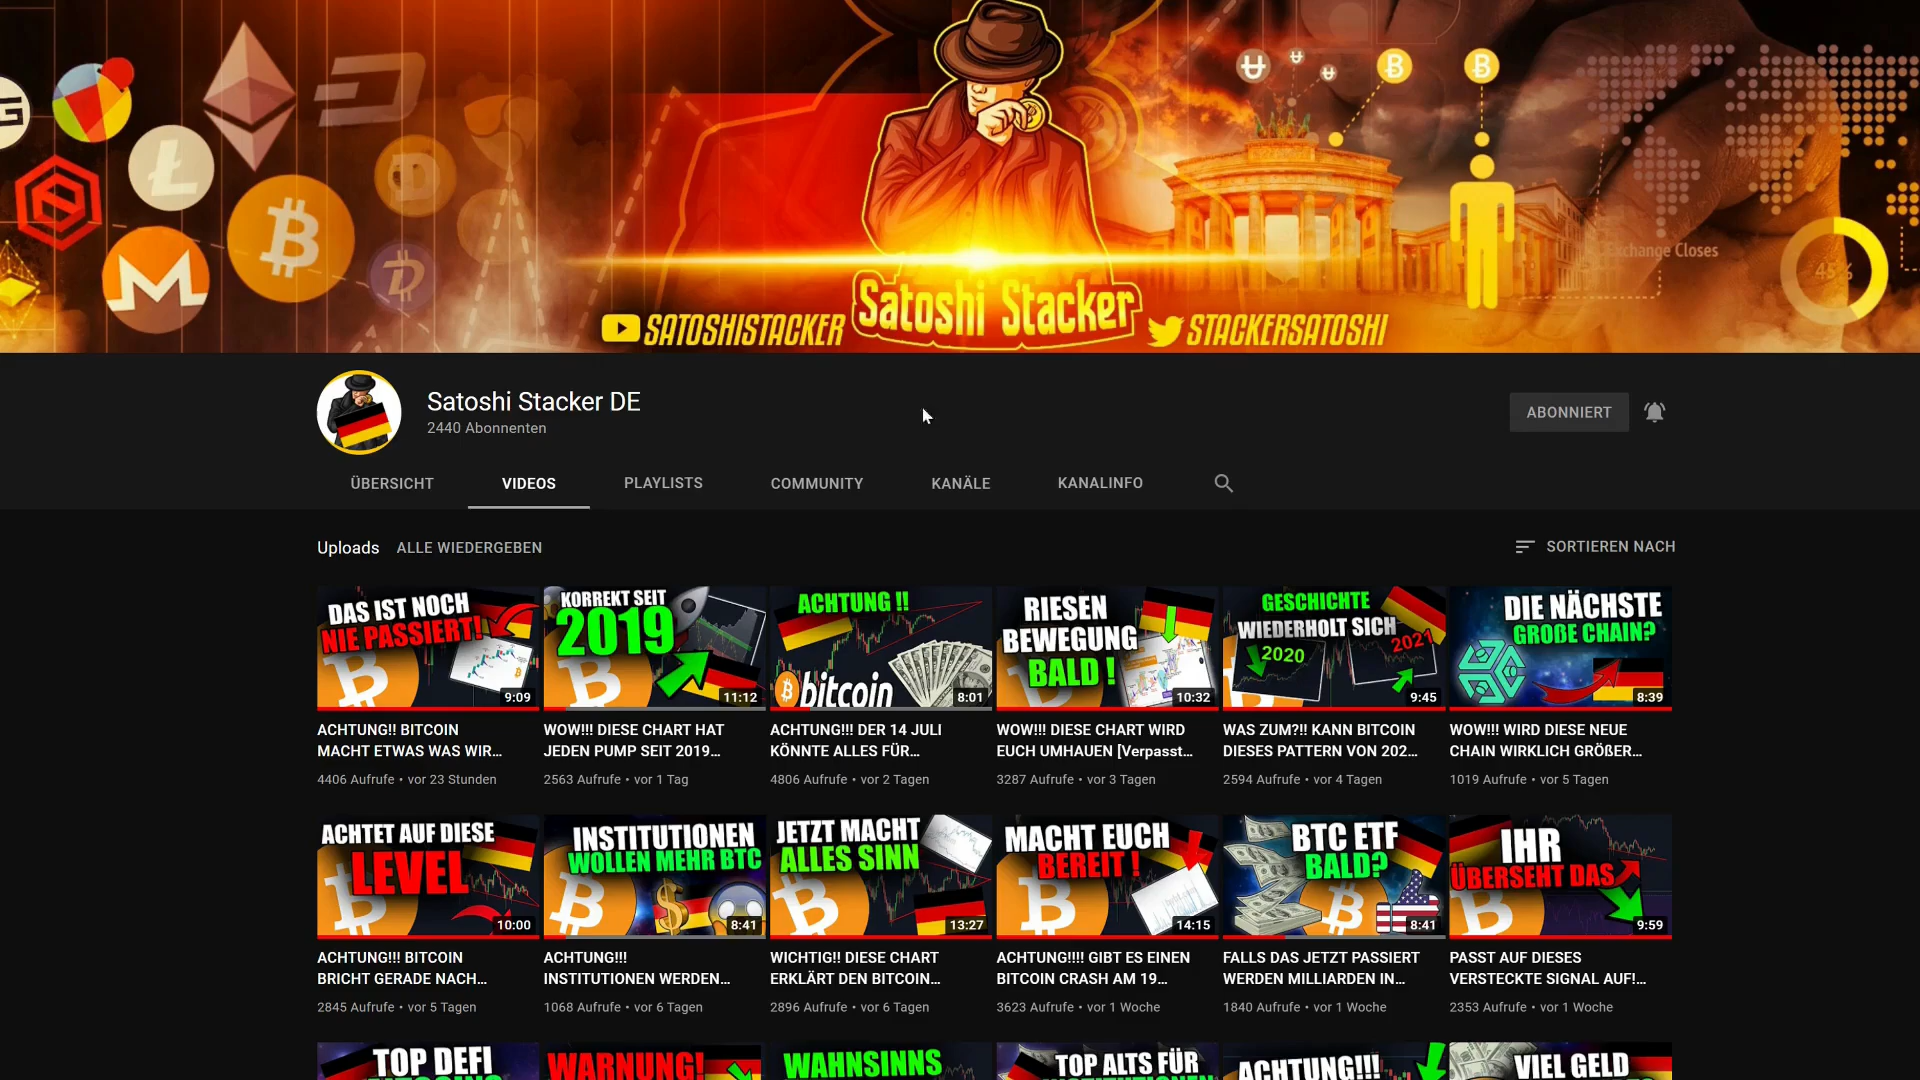 Exchange Closes
45%
Satoshi Stacker
SATOSHISTACKER
STACKERSATOSHI
Satoshi Stacker DE
2440 Abonnenten
ABONNIERT
ÜBERSICHT
VIDEOS
PLAYLISTS
COMMUNITY
KANÄLE
KANALINFO
Uploads
ALLE WIEDERGEBEN
SORTIEREN NACH
DAS IST NOCH
NIE PASSIERT!
9:09
KORREKT SEIT
2019
11:12
ACHTUNG !!
bitcoin
8:01
RIESEN
BEWEGUNG
BALD !
10:32
GESCHICHTE
WIEDERHOLT SICH
2020
2021
9:45
DIE NÄCHSTE
GROßE CHAIN?
8:39
ACHTUNG!! BITCOIN
MACHT ETWAS WAS WIR...
4406 Aufrufe • vor 23 Stunden
WOW!!! DIESE CHART HAT
JEDEN PUMP SEIT 2019...
2563 Aufrufe • vor 1 Tag
ACHTUNG!!! DER 14 JULI
KÖNNTE ALLES FÜR...
4806 Aufrufe • vor 2 Tagen
WOW!!! DIESE CHART WIRD
EUCH UMHAUEN [Verpasst...
3287 Aufrufe • vor 3 Tagen
WAS ZUM?!! KANN BITCOIN
DIESES PATTERN VON 202...
2594 Aufrufe • vor 4 Tagen
WOW!!! WIRD DIESE NEUE
CHAIN WIRKLICH GRÖßER...
1019 Aufrufe • vor 5 Tagen
ACHTET AUF DIESE
LEVEL
10:00
INSTITUTIONEN
WOLLEN MEHR BTC
8:41
JETZT MACHT
ALLES SINN
13:27
MACHT EUCH
BEREIT !
14:15
BTC ETF
BALD?
8:41
IHR
ÜBERSEHT DAS
9:59
ACHTUNG!!! BITCOIN
BRICHT GERADE NACH...
2845 Aufrufe • vor 5 Tagen
ACHTUNG!!!
INSTITUTIONEN WERDEN...
1068 Aufrufe • vor 6 Tagen
WICHTIG!! DIESE CHART
ERKLÄRT DEN BITCOIN...
2896 Aufrufe • vor 6 Tagen
ACHTUNG!!!! GIBT ES EINEN
BITCOIN CRASH AM 19...
3623 Aufrufe • vor 1 Woche
FALLS DAS JETZT PASSIERT
WERDEN MILLIARDEN IN...
1840 Aufrufe • vor 1 Woche
PASST AUF DIESES
VERSTECKTE SIGNAL AUF!...
2353 Aufrufe • vor 1 Woche
TOP DEFI
WARNUNG!
WAHNSINNS
TOP ALTS FÜR
INSTITUTIONEN
ACHTUNG!!!
VIEL GELD